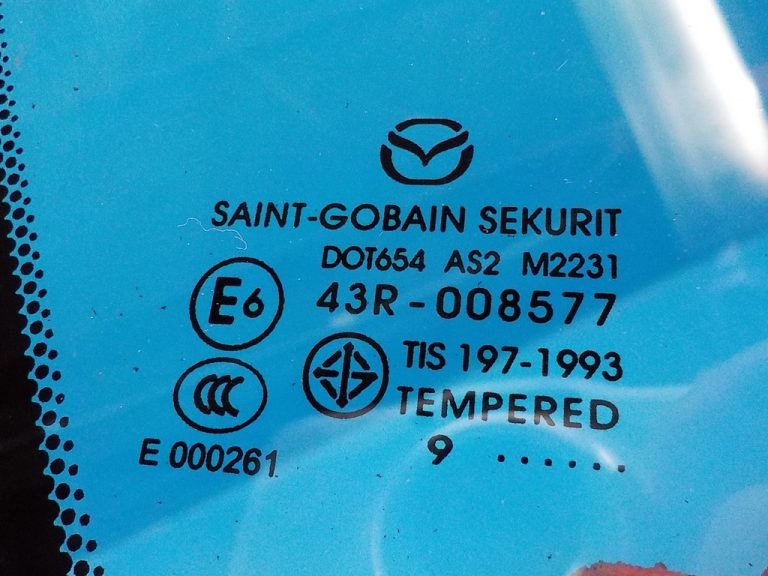 SAINT-GOBAIN SEKURIT
DOT654 AS2 M2231
E6 43R-008577
CCC TIS 197-1993
TEMPERED
E 000261 9 ......